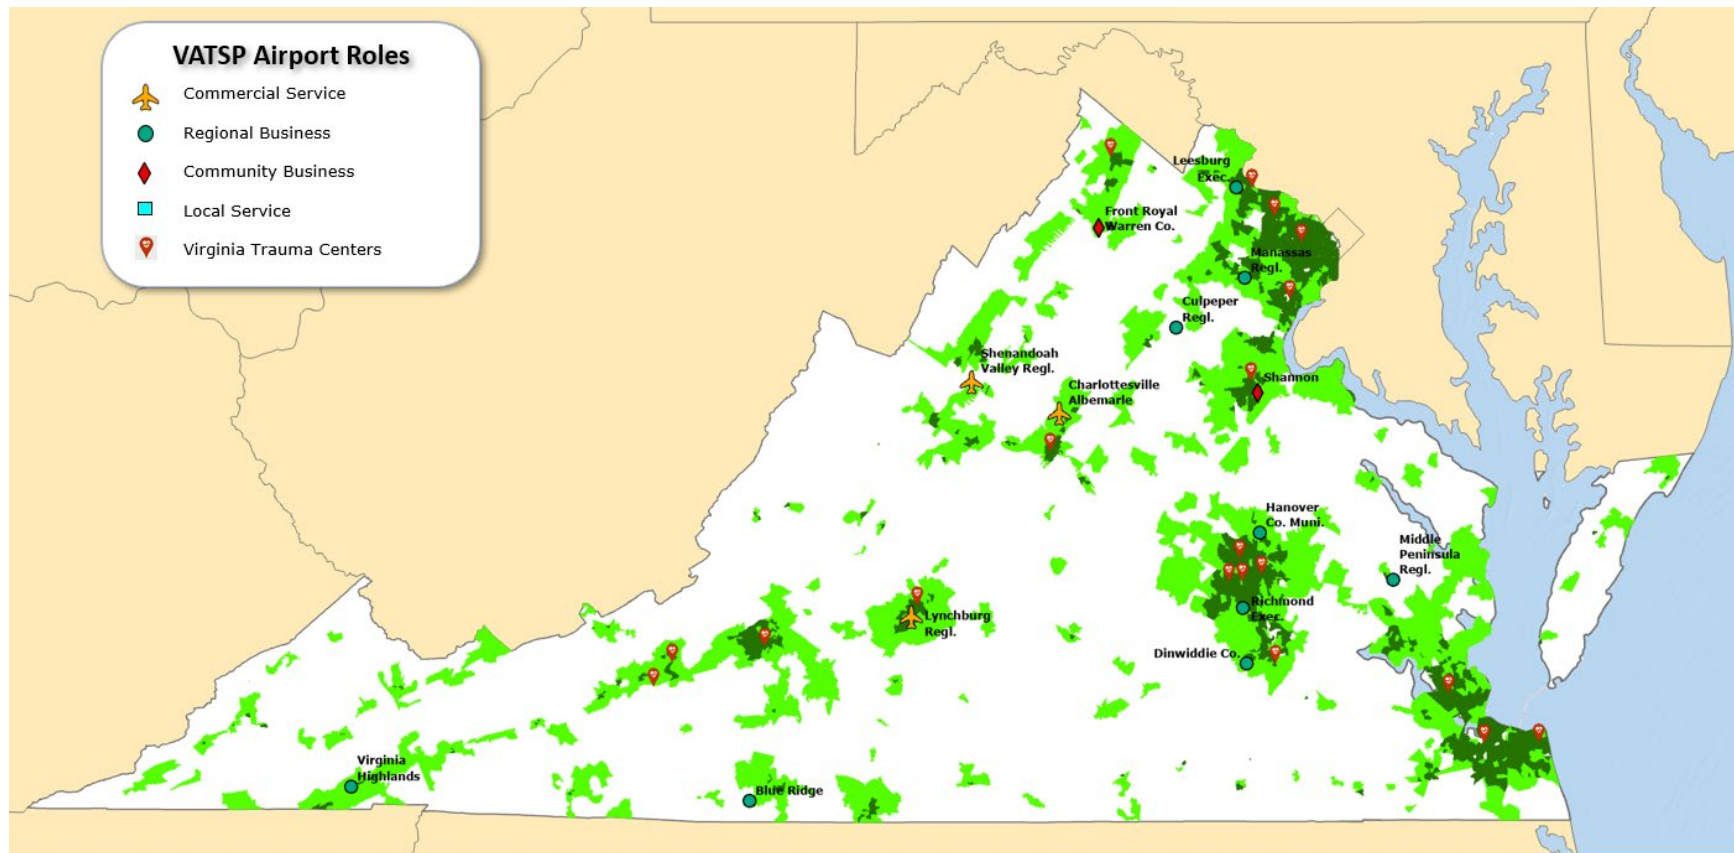 VATSP Airport Roles
Commercial Service
Regional Business
Community Business
Local Service
Virginia Trauma Centers
Leesburg
Exec.
Front Royal
Warren Co.
Manassas
Regl.
Culpeper
Regl.
Shenandoah
Valley Regl.
Charlottesville
Albemarle
Shannon
Hanover
Co. Muni.
Middle
Peninsula
Regl.
Richmond
Exec.
Lynchburg
Regl.
Dinwiddie Co.
Virginia
Highlands
Blue Ridge